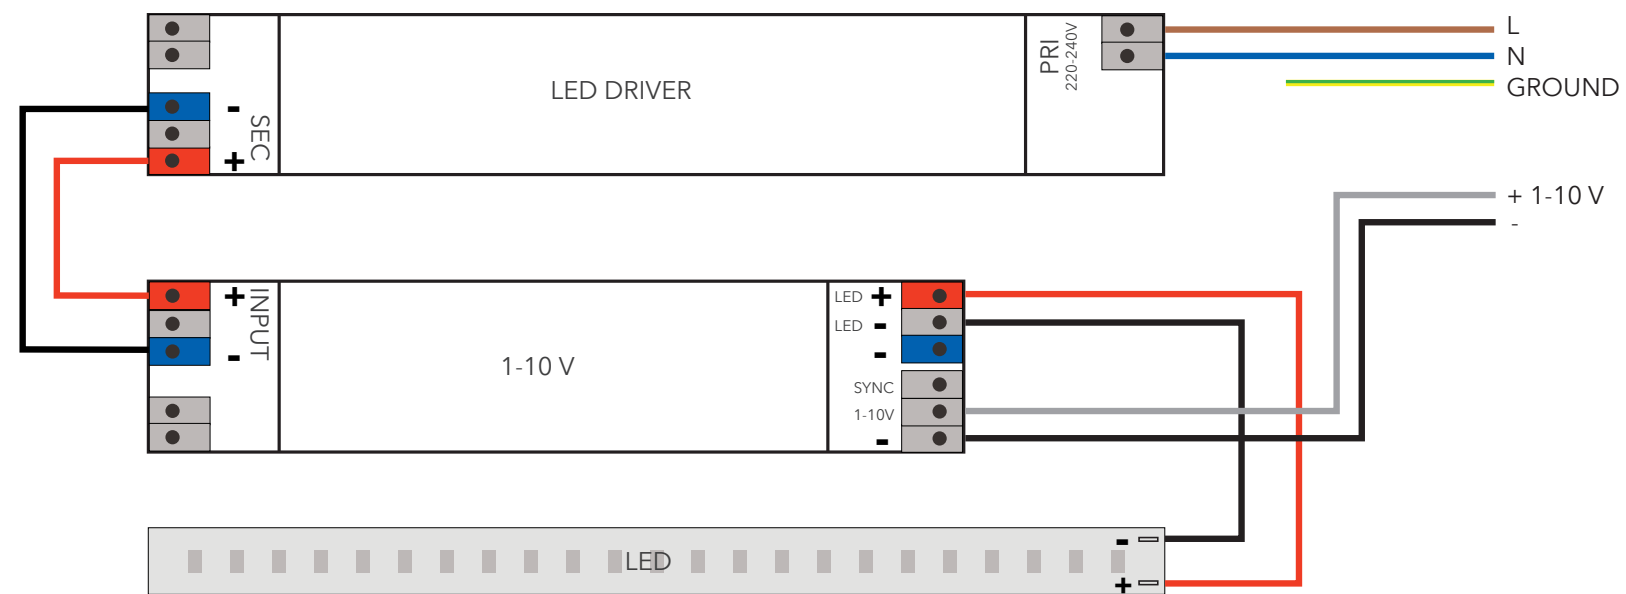 L
PRI
220-240V
N
LED DRIVER
GROUND
-
SEC
+
+ 1-10 V
-
+
INPUT
-
1-10 V
LED +
LED -
-
SYNC
1-10V
-
LED
-
+